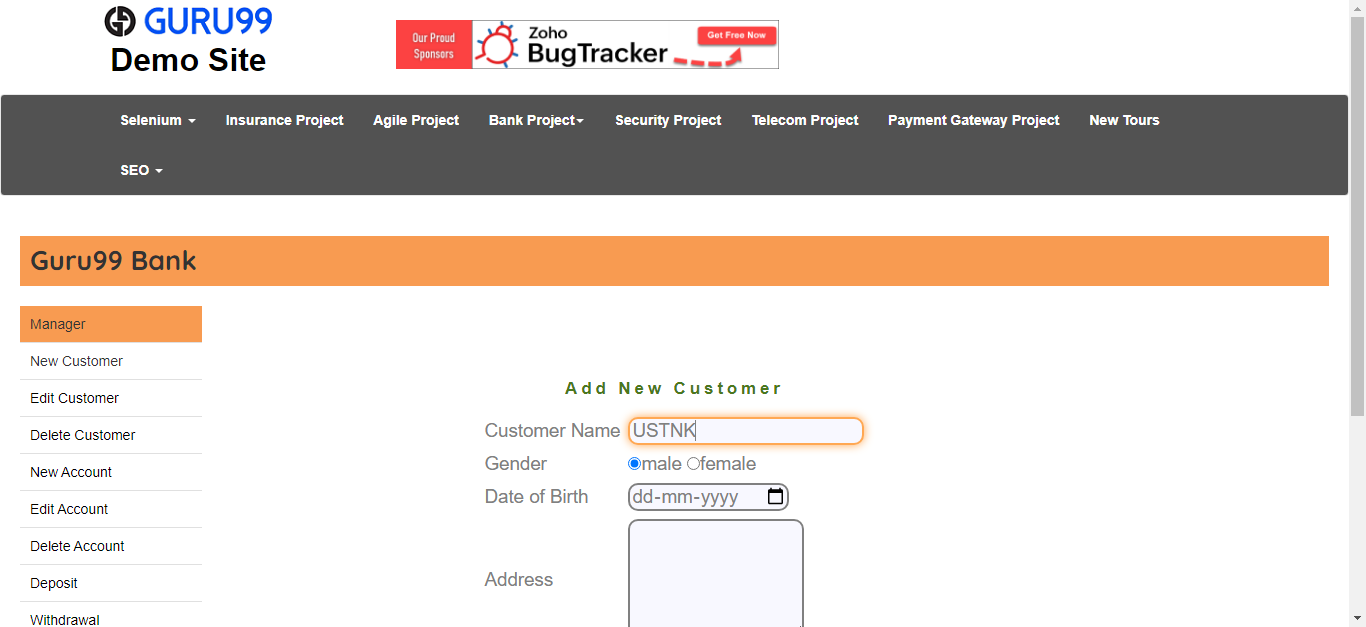 GURU99
Demo Site
Our Proud
Sponsors
Zoho
BugTracker
Get Free Now
Selenium Insurance Project Agile Project Bank Project Security Project Telecom Project Payment Gateway Project New Tours
SEO
Guru99 Bank
Manager
New Customer
Edit Customer
Delete Customer
New Account
Edit Account
Delete Account
Deposit
Withdrawal
Add New Customer
Customer Name USTNK
Gender male female
Date of Birth dd-mm-yyyy
Address